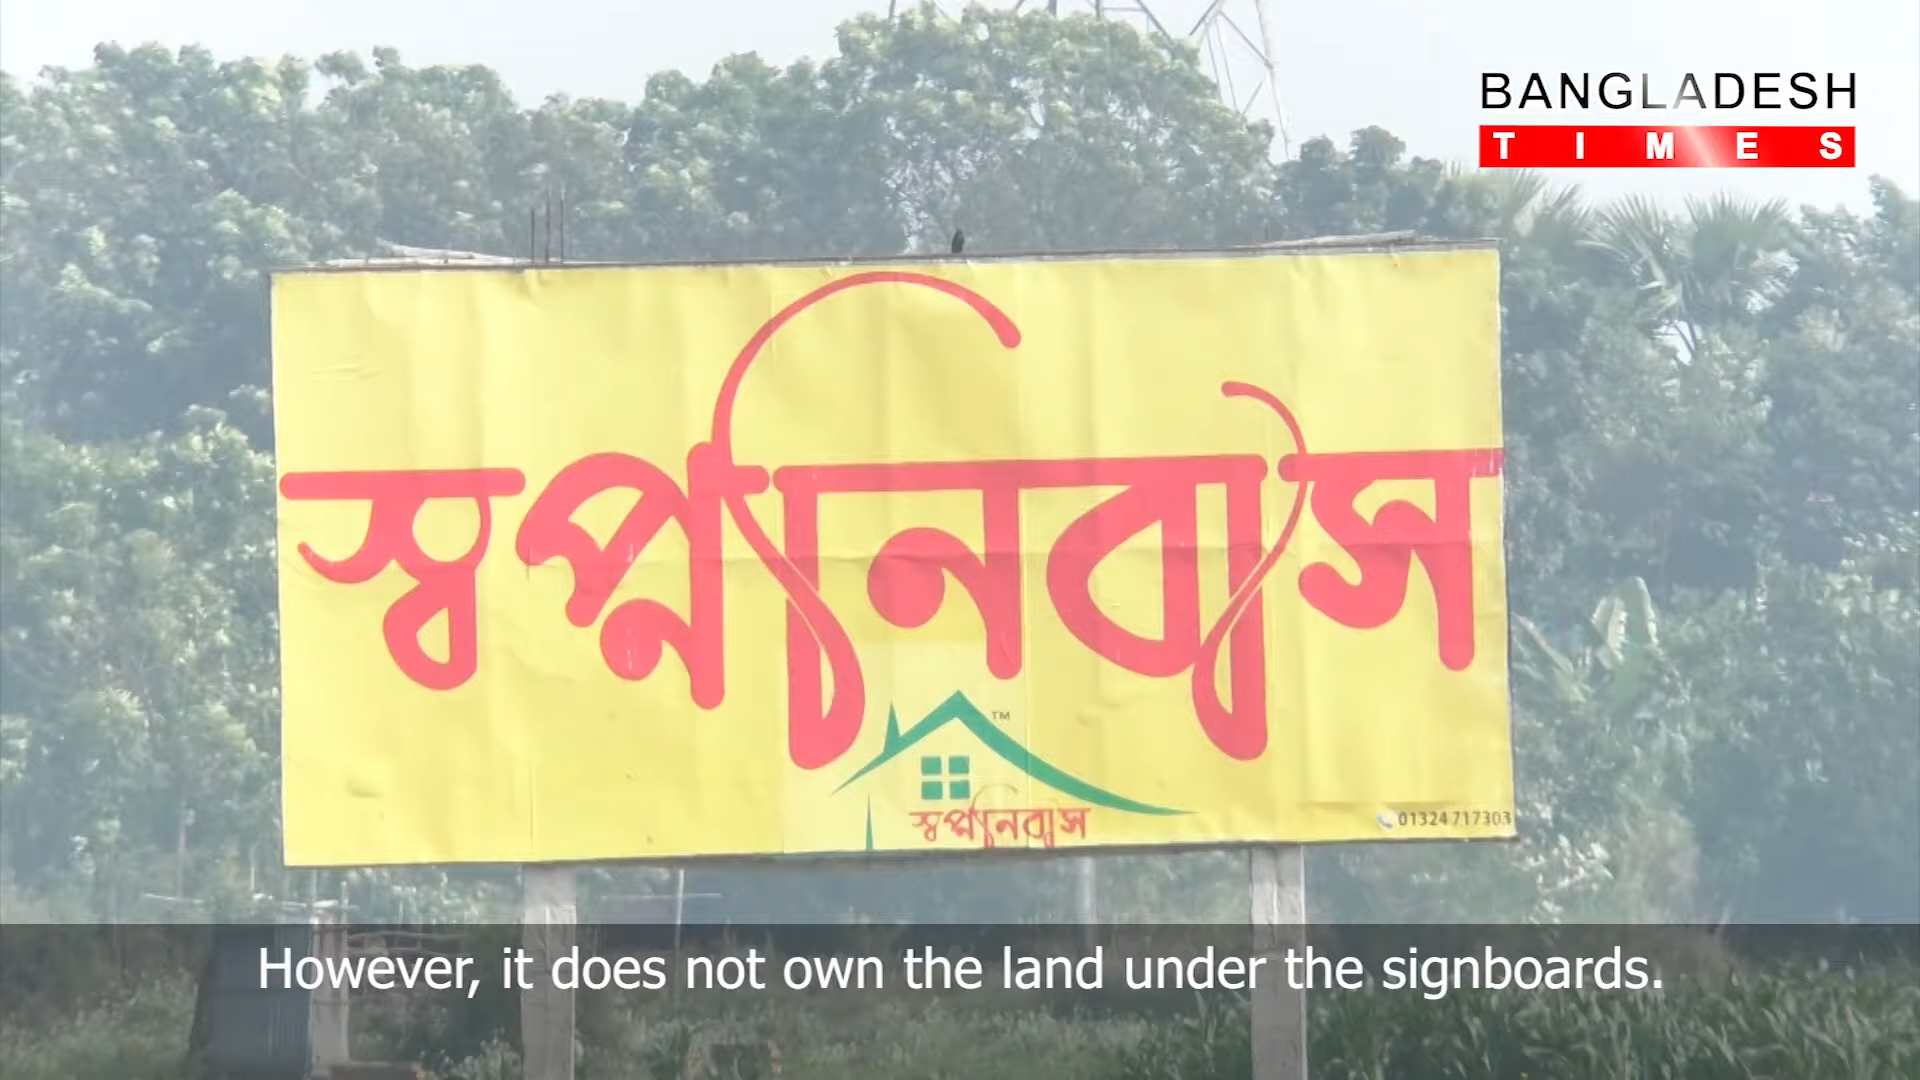 BANGLADESH
TIMES
স্বপ্ননিবাস
TM
স্বপ্ননিবাস
01324717303
However, it does not own the land under the signboards.